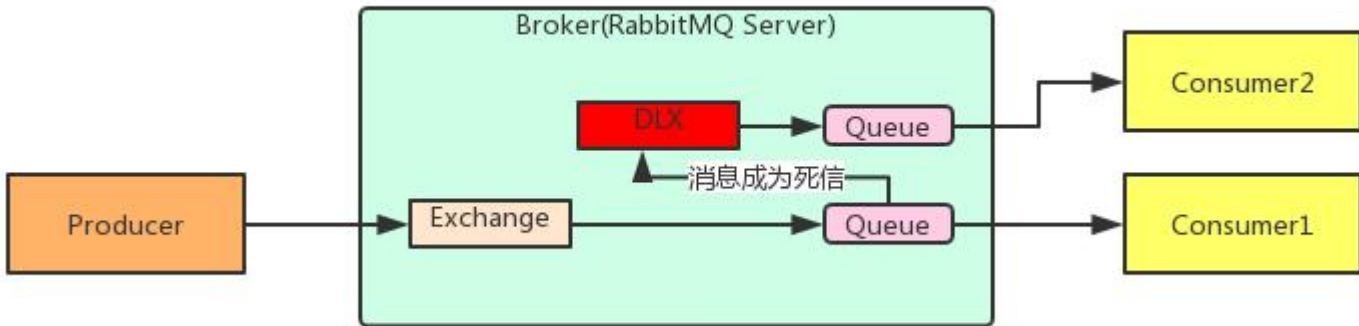 Broker(RabbitMQ Server)
Consumer2
DLX
Queue
消息成为死信
Producer
Exchange
Queue
Consumer1